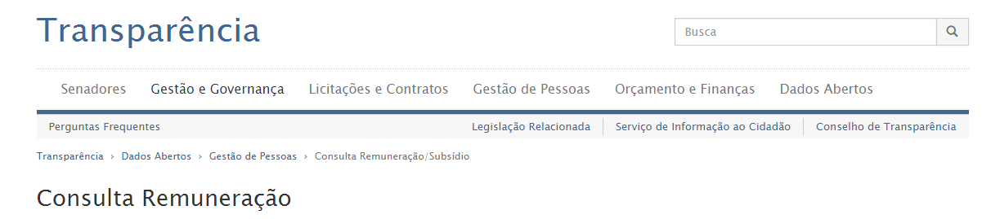 Transparência
Busca
Senadores Gestão e Governança Licitações e Contratos Gestão de Pessoas Orçamento e Finanças Dados Abertos
Perguntas Frequentes Legislação Relacionada Serviço de Informação ao Cidadão Conselho de Transparência
Transparência › Dados Abertos › Gestão de Pessoas › Consulta Remuneração/Subsídio
Consulta Remuneração